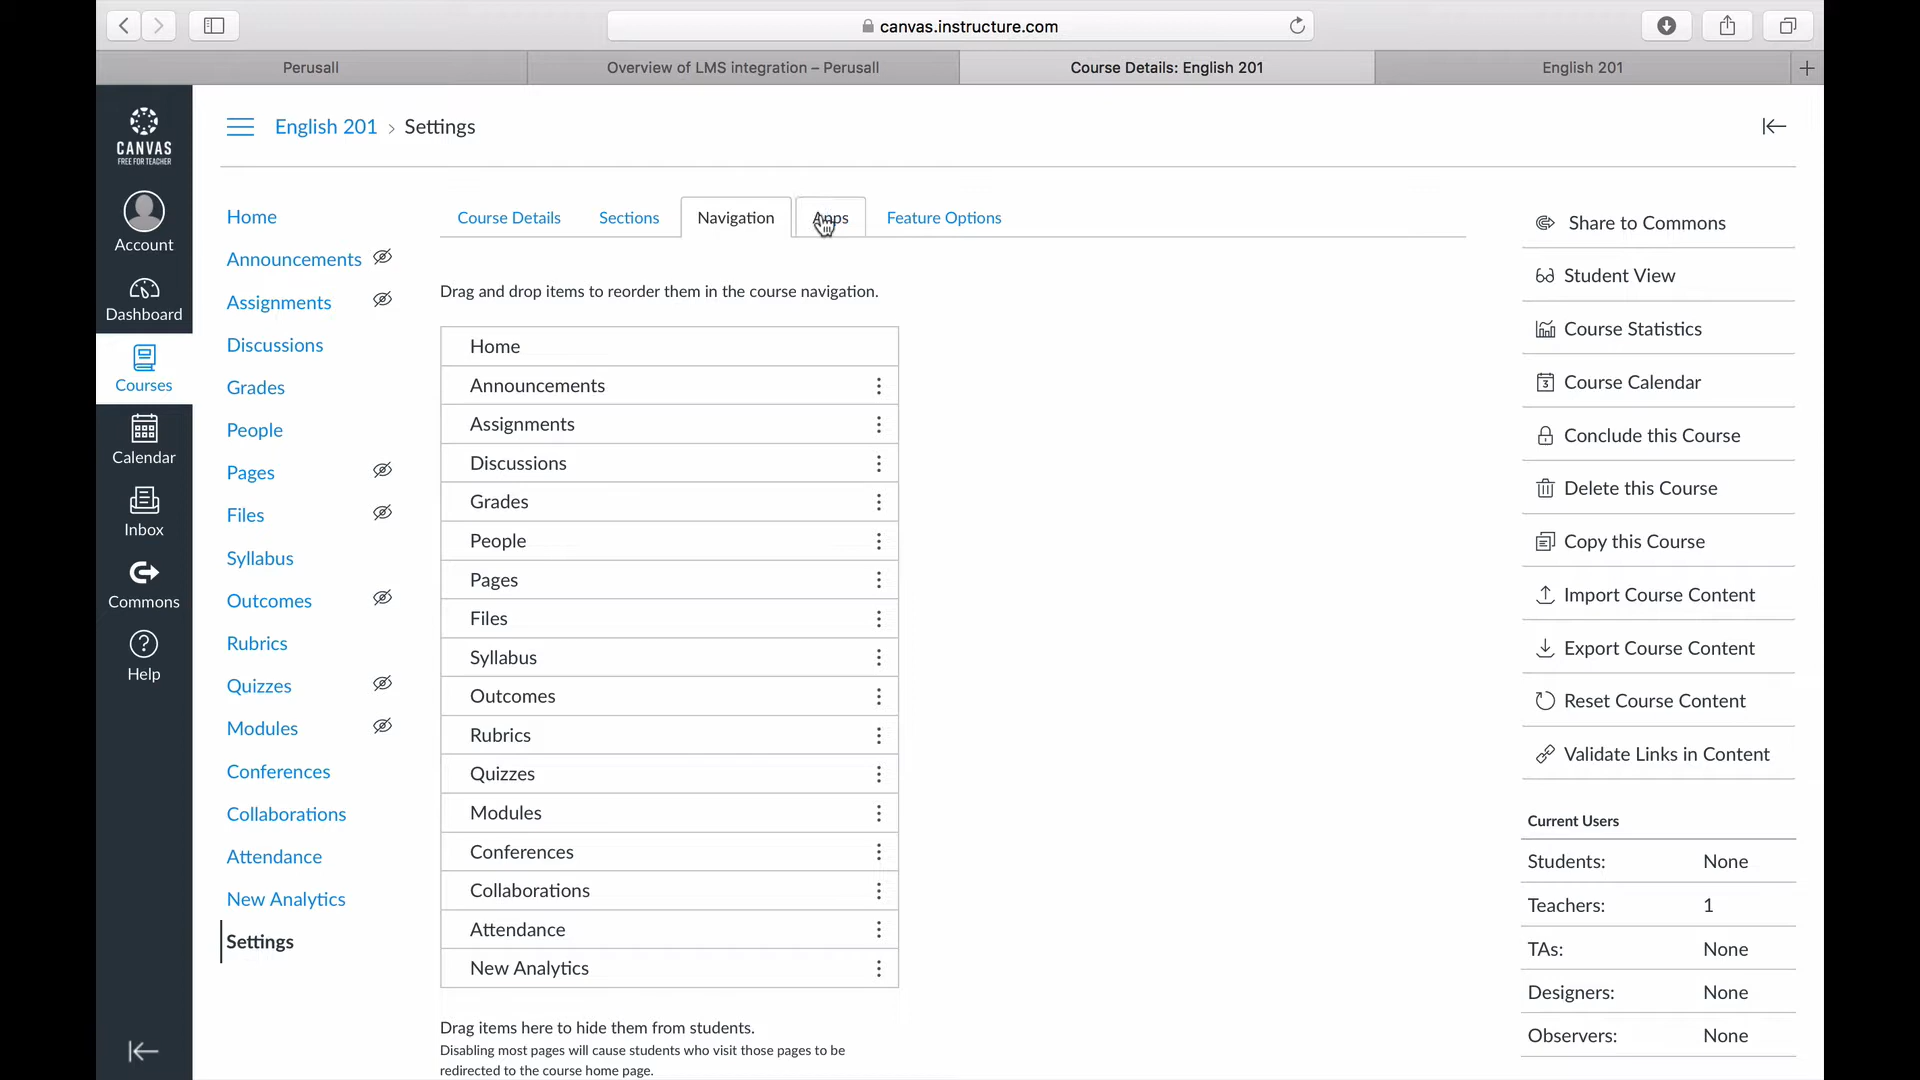 canvas.instructure.com
Perusall
Overview of LMS integration – Perusall
Course Details: English 201
English 201
CANVAS
FREE FOR TEACHER
Account
Dashboard
Courses
Calendar
Inbox
Commons
Help
English 201 › Settings
Home
Announcements
Assignments
Discussions
Grades
People
Pages
Files
Syllabus
Outcomes
Rubrics
Quizzes
Modules
Conferences
Collaborations
Attendance
New Analytics
Settings
Course Details
Sections
Navigation
Apps
Feature Options
Drag and drop items to reorder them in the course navigation.
Home
Announcements
Assignments
Discussions
Grades
People
Pages
Files
Syllabus
Outcomes
Rubrics
Quizzes
Modules
Conferences
Collaborations
Attendance
New Analytics
Drag items here to hide them from students.
Disabling most pages will cause students who visit those pages to be
redirected to the course home page.
Share to Commons
Student View
Course Statistics
3
Course Calendar
Conclude this Course
Delete this Course
Copy this Course
Import Course Content
Export Course Content
Reset Course Content
Validate Links in Content
Current Users
Students: None
Teachers: 1
TAs: None
Designers: None
Observers: None